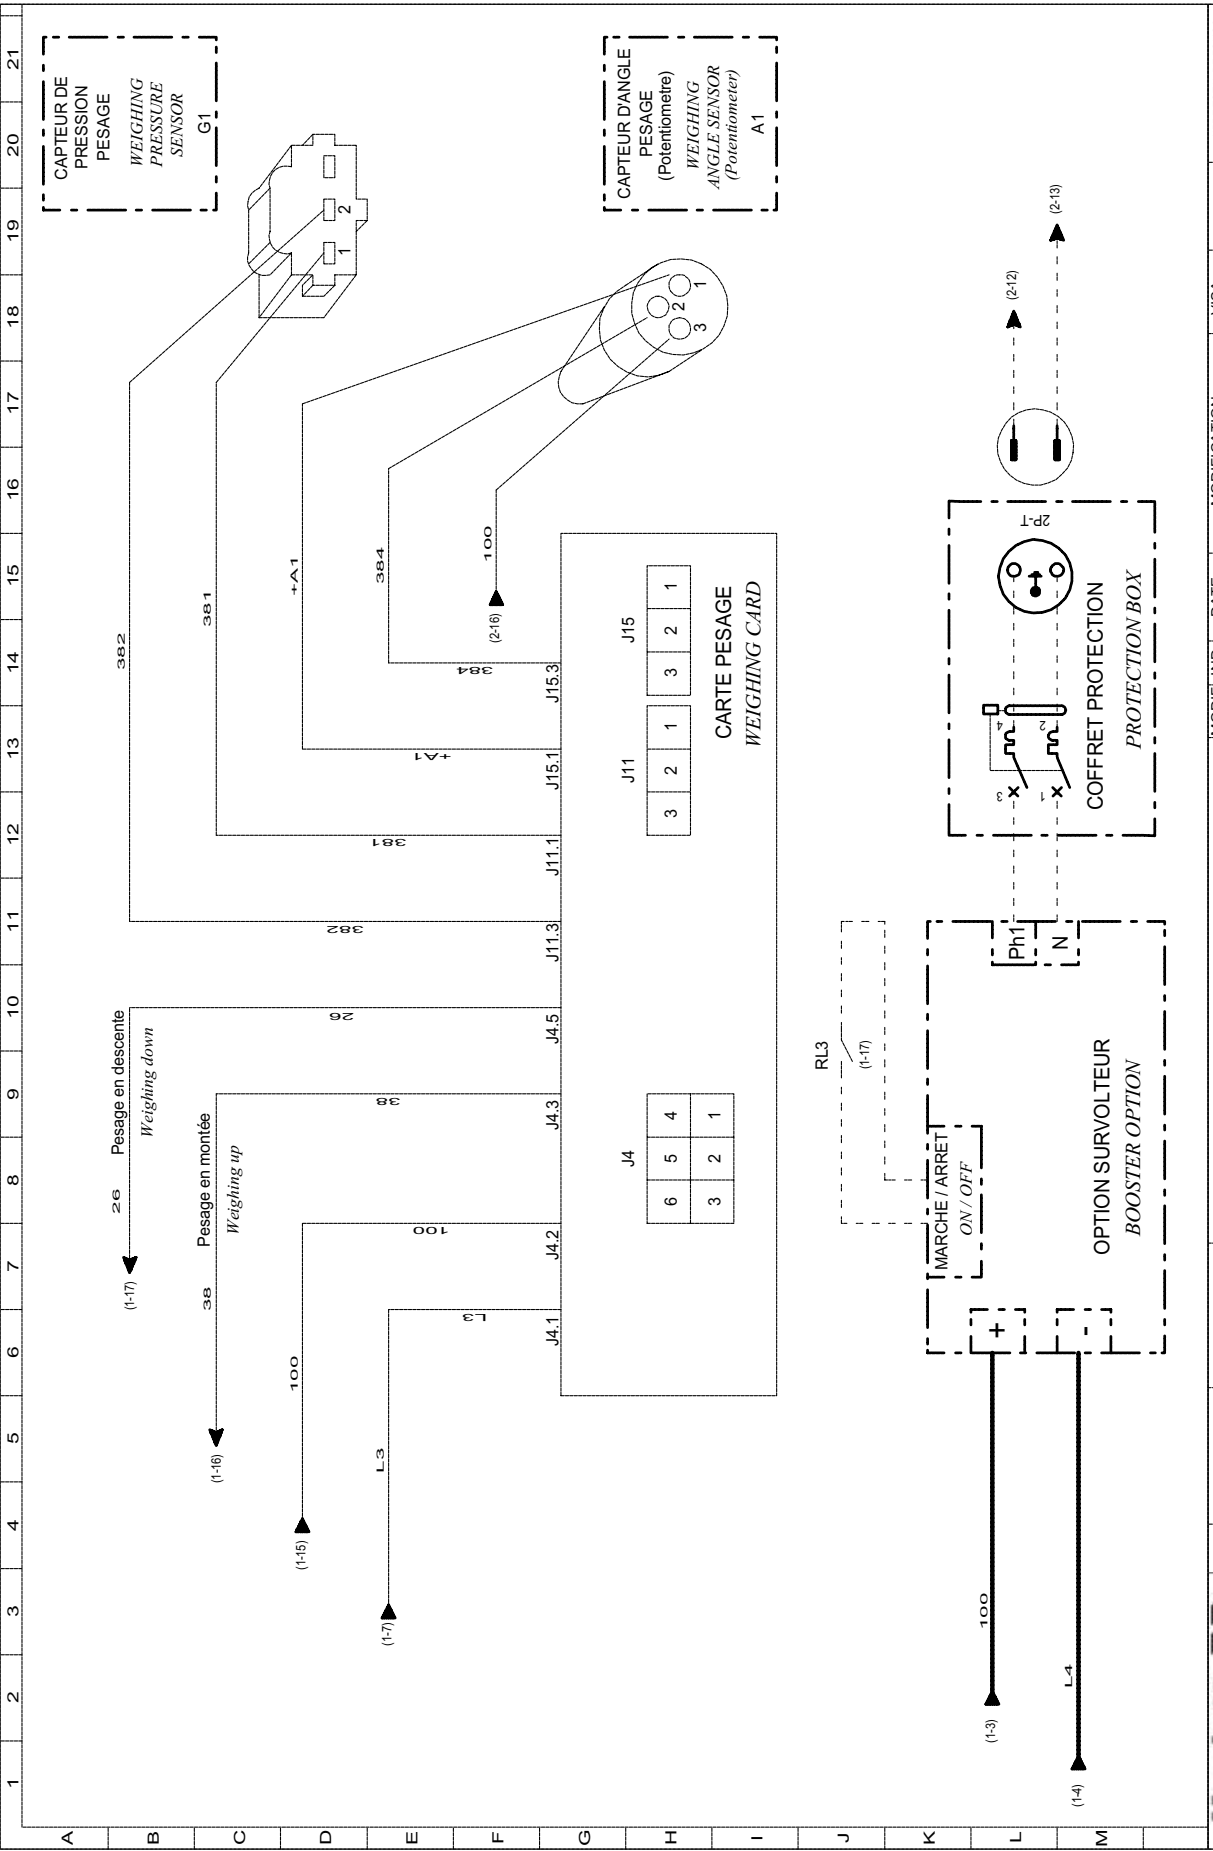 1 2 3 4 5 6 7 8 9 10 11 12 13 14 15 16 17 18 19 20 21
A
B
C
D
E
F
G
H
I
J
K
L
M
CAPTEUR DE
PRESSION
PESAGE
WEIGHING
PRESSURE
SENSOR
G1
1
2
382
381
+A1
384
100
(2-16)
CAPTEUR D'ANGLE
PESAGE
(Potentiometre)
WEIGHING
ANGLE SENSOR
(Potentiometer)
A1
1
2
3
26
Pesage en descente
Weighing down
(1-17)
38
Pesage en montée
Weighing up
(1-16)
100
(1-15)
L3
(1-7)
L3
100
38
26
382
381
+A1
384
J4.1
J4.2
J4.3
J4.5
J11.3
J11.1
J15.1
J15.3
J4
6 5 4
3 2 1
J11
3 2 1
J15
3 2 1
CARTE PESAGE
WEIGHING CARD
RL3
(1-17)
MARCHE / ARRET
ON / OFF
Ph1
N
+
-
OPTION SURVOLTEUR
BOOSTER OPTION
100
(1-3)
L4
(1-4)
3
4
1
2
2P-T
COFFRET PROTECTION
PROTECTION BOX
(2-12)
(2-13)